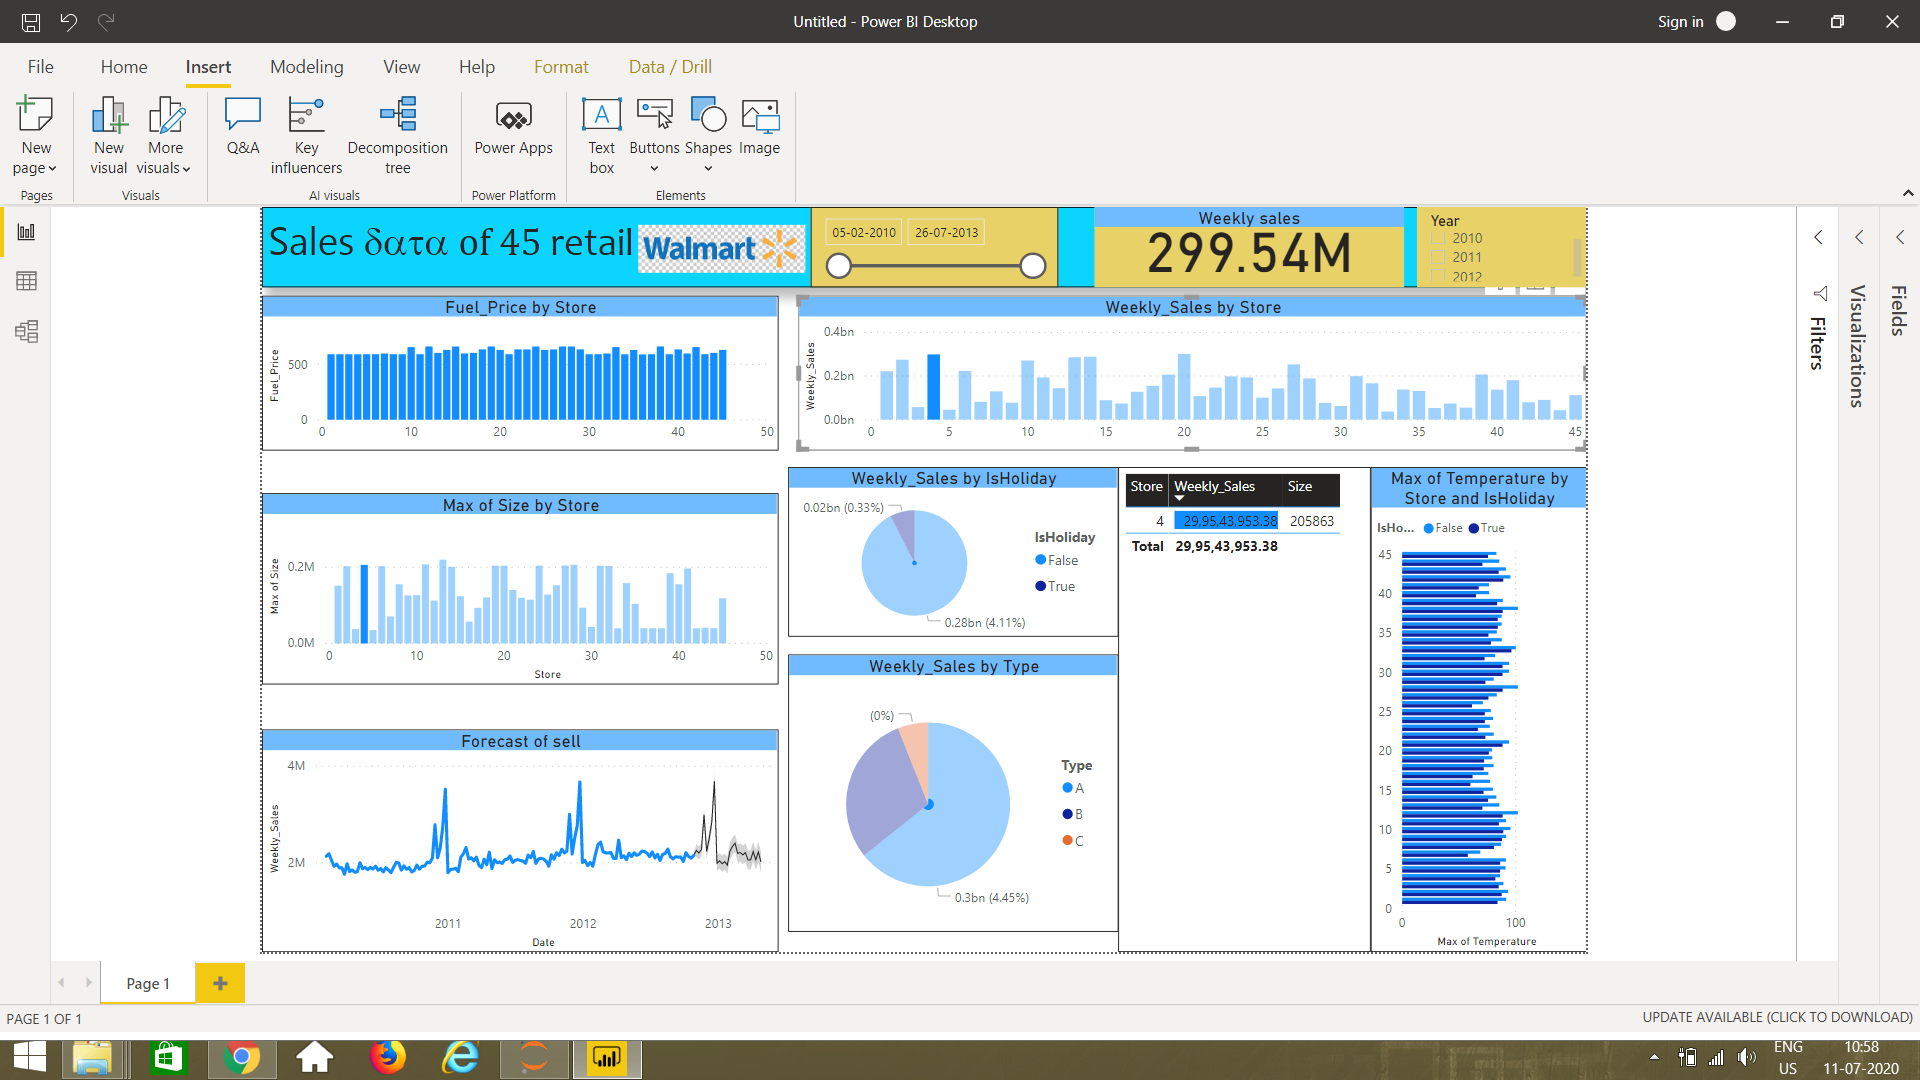 Untitled - Power BI Desktop
Sign in
File Home Insert Modeling View Help Format Data / Drill
New page
New visual
More visuals
Q&A
Key influencers
Decomposition tree
Power Apps
Text box
Buttons
Shapes
Image
Pages
Visuals
AI visuals
Power Platform
Elements
Sales δατα of 45 retail
Walmart
05-02-2010
26-07-2013
Weekly sales
299.54M
Year
2010
2011
2012
Filters
Visualizations
Fields
Fuel_Price by Store
Fuel_Price
500
0
0 10 20 30 40 50
Weekly_Sales by Store
Weekly_Sales
0.4bn
0.2bn
0.0bn
0 5 10 15 20 25 30 35 40 45
Max of Size by Store
Max of Size
0.2M
0.0M
0 10 20 30 40 50
Store
Weekly_Sales by IsHoliday
0.02bn (0.33%)
0.28bn (4.11%)
IsHoliday
False
True
Store Weekly_Sales Size
4 29,95,43,953.38 205863
Total 29,95,43,953.38
Max of Temperature by
Store and IsHoliday
IsHo... False True
45
40
35
30
25
20
15
10
5
0
0 100
Max of Temperature
Weekly_Sales by Type
(0%)
0.3bn (4.45%)
Type
A
B
C
Forecast of sell
Weekly_Sales
4M
2M
2011 2012 2013
Date
Page 1
PAGE 1 OF 1
UPDATE AVAILABLE (CLICK TO DOWNLOAD)
ENG
US
10:58
11-07-2020